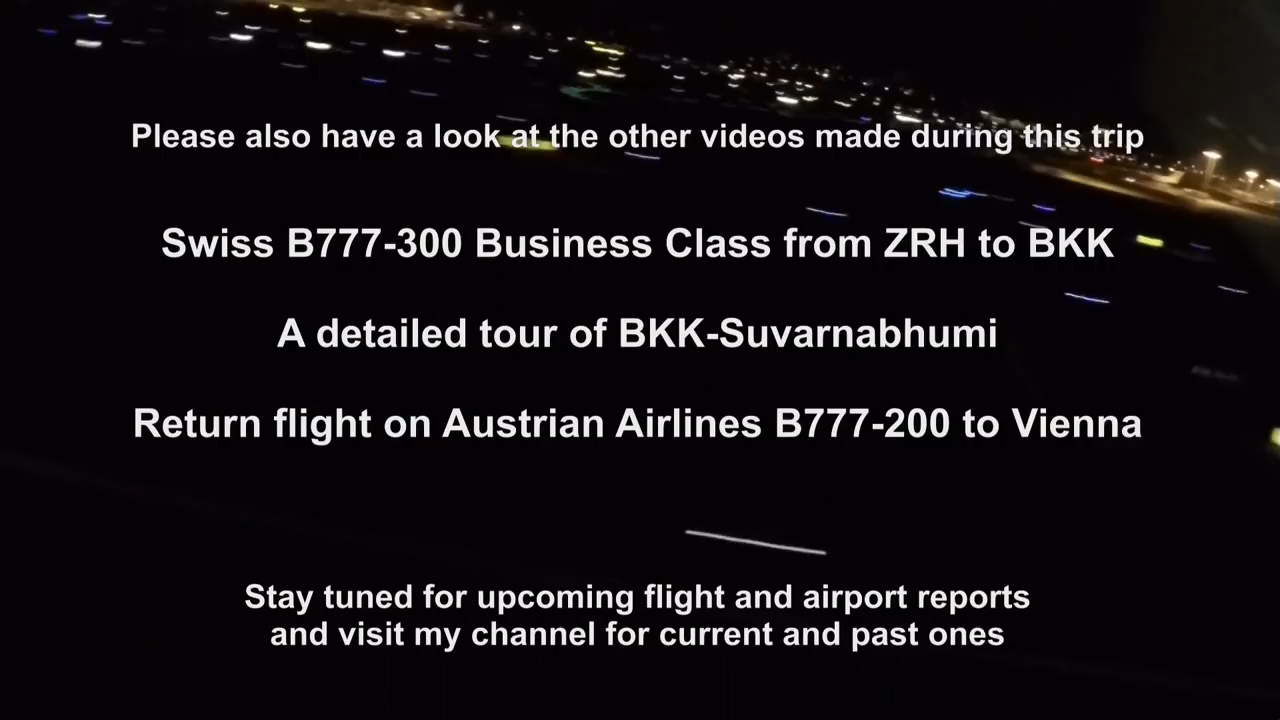 Please also have a look at the other videos made during this trip
Swiss B777-300 Business Class from ZRH to BKK
A detailed tour of BKK-Suvarnabhumi
Return flight on Austrian Airlines B777-200 to Vienna
Stay tuned for upcoming flight and airport reports
and visit my channel for current and past ones